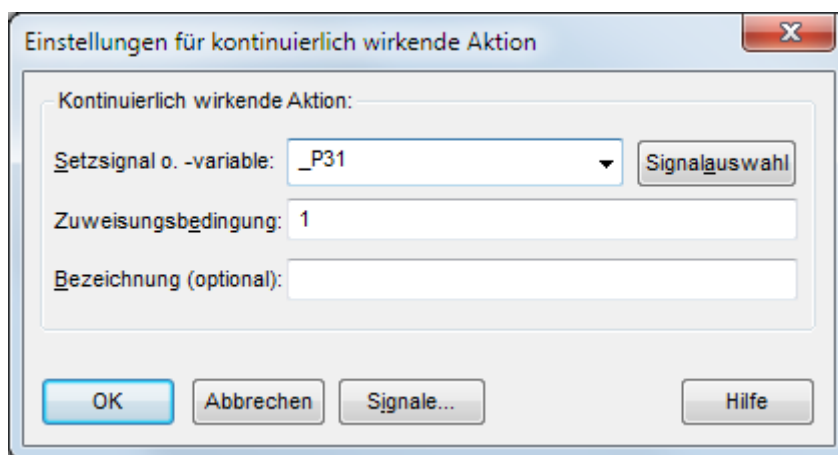 Einstellungen für kontinuierlich wirkende Aktion
Kontinuierlich wirkende Aktion:
Setzsignal o. -variable: _P31 Signalauswahl
Zuweisungsbedingung: 1
Bezeichnung (optional):
OK Abbrechen Signale... Hilfe